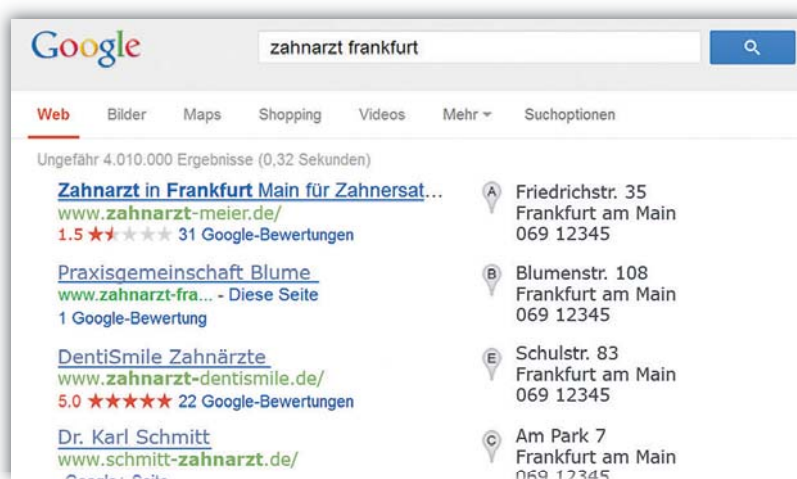 Google
zahnarzt frankfurt
Web Bilder Maps Shopping Videos Mehr Suchoptionen
Ungefähr 4.010.000 Ergebnisse (0,32 Sekunden)
Zahnarzt in Frankfurt Main für Zahnersat...
www.zahnarzt-meier.de/
1.5 31 Google-Bewertungen
A Friedrichstr. 35
Frankfurt am Main
069 12345
Praxisgemeinschaft Blume
www.zahnarzt-fra... - Diese Seite
1 Google-Bewertung
B Blumenstr. 108
Frankfurt am Main
069 12345
DentiSmile Zahnärzte
www.zahnarzt-dentismile.de/
5.0 22 Google-Bewertungen
E Schulstr. 83
Frankfurt am Main
069 12345
Dr. Karl Schmitt
www.schmitt-zahnarzt.de/
Google+ Seite
C Am Park 7
Frankfurt am Main
069 12345